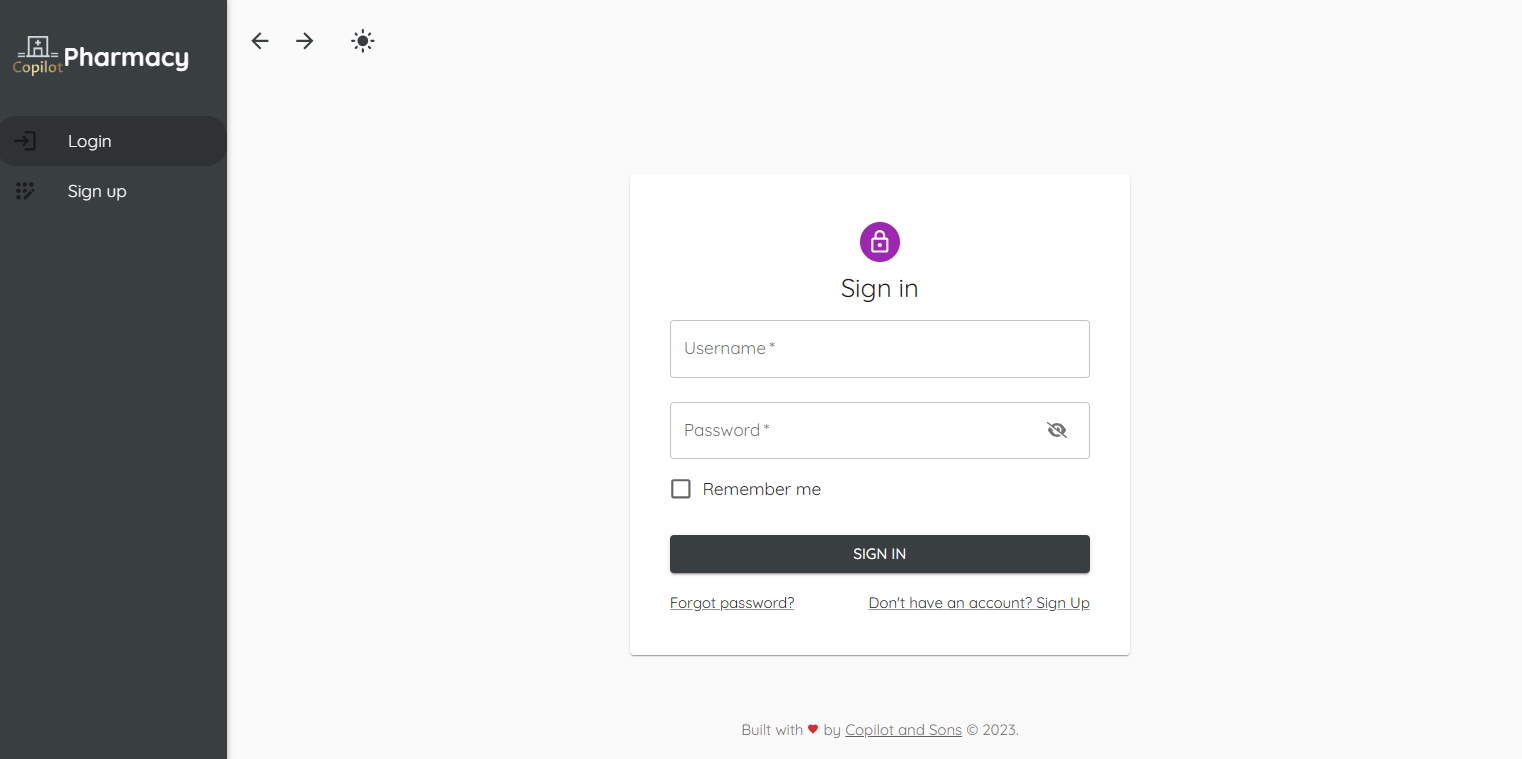 Copilot Pharmacy
Login
Sign up
Sign in
Username *
Password *
Remember me
SIGN IN
Forgot password?
Don't have an account? Sign Up
Built with ❤ by Copilot and Sons © 2023.